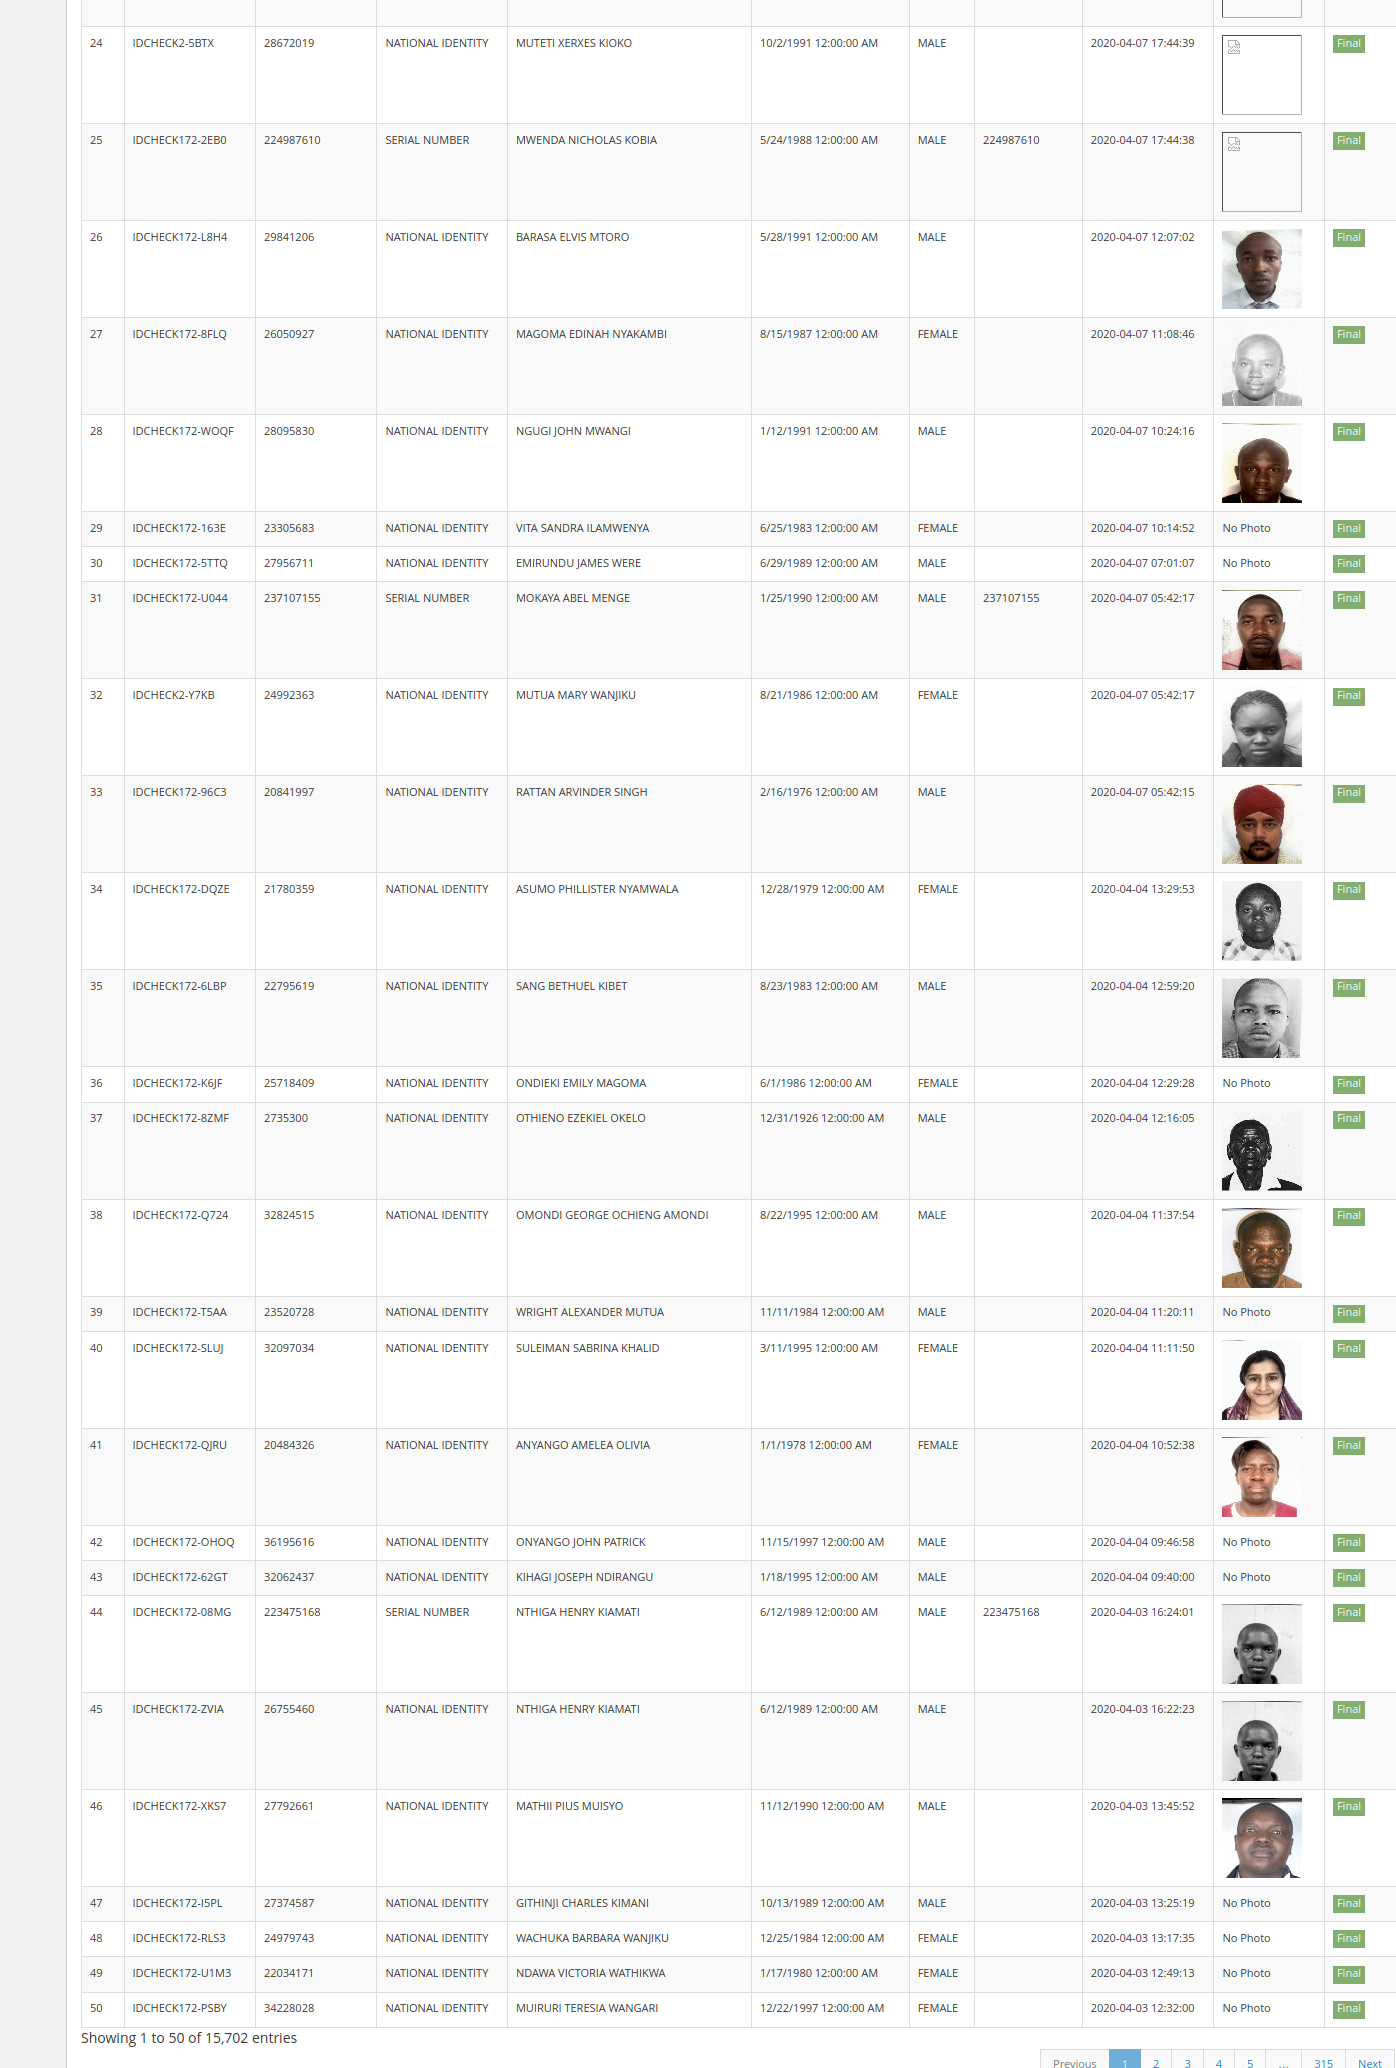 24 IDCHECK2-5BTX 28672019 NATIONAL IDENTITY MUTETI XERXES KIOKO 10/2/1991 12:00:00 AM MALE 2020-04-07 17:44:39 Final
25 IDCHECK172-2EB0 224987610 SERIAL NUMBER MWENDA NICHOLAS KOBIA 5/24/1988 12:00:00 AM MALE 224987610 2020-04-07 17:44:38 Final
26 IDCHECK172-L8H4 29841206 NATIONAL IDENTITY BARASA ELVIS MTORO 5/28/1991 12:00:00 AM MALE 2020-04-07 12:07:02 Final
27 IDCHECK172-8FLQ 26050927 NATIONAL IDENTITY MAGOMA EDINAH NYAKAMBI 8/15/1987 12:00:00 AM FEMALE 2020-04-07 11:08:46 Final
28 IDCHECK172-WOQF 28095830 NATIONAL IDENTITY NGUGI JOHN MWANGI 1/12/1991 12:00:00 AM MALE 2020-04-07 10:24:16 Final
29 IDCHECK172-163E 23305683 NATIONAL IDENTITY VITA SANDRA ILAMWENYA 6/25/1983 12:00:00 AM FEMALE 2020-04-07 10:14:52 No Photo Final
30 IDCHECK172-5TTQ 27956711 NATIONAL IDENTITY EMIRUNDU JAMES WERE 6/29/1989 12:00:00 AM MALE 2020-04-07 07:01:07 No Photo Final
31 IDCHECK172-U044 237107155 SERIAL NUMBER MOKAYA ABEL MENGE 1/25/1990 12:00:00 AM MALE 237107155 2020-04-07 05:42:17 Final
32 IDCHECK2-Y7KB 24992363 NATIONAL IDENTITY MUTUA MARY WANJIKU 8/21/1986 12:00:00 AM FEMALE 2020-04-07 05:42:17 Final
33 IDCHECK172-96C3 20841997 NATIONAL IDENTITY RATTAN ARVINDER SINGH 2/16/1976 12:00:00 AM MALE 2020-04-07 05:42:15 Final
34 IDCHECK172-DQZE 21780359 NATIONAL IDENTITY ASUMO PHILLISTER NYAMWALA 12/28/1979 12:00:00 AM FEMALE 2020-04-04 13:29:53 Final
35 IDCHECK172-6LBP 22795619 NATIONAL IDENTITY SANG BETHUEL KIBET 8/23/1983 12:00:00 AM MALE 2020-04-04 12:59:20 Final
36 IDCHECK172-K6JF 25718409 NATIONAL IDENTITY ONDIEKI EMILY MAGOMA 6/1/1986 12:00:00 AM FEMALE 2020-04-04 12:29:28 No Photo Final
37 IDCHECK172-8ZMF 2735300 NATIONAL IDENTITY OTHIENO EZEKIEL OKELO 12/31/1926 12:00:00 AM MALE 2020-04-04 12:16:05 Final
38 IDCHECK172-Q724 32824515 NATIONAL IDENTITY OMONDI GEORGE OCHIENG AMONDI 8/22/1995 12:00:00 AM MALE 2020-04-04 11:37:54 Final
39 IDCHECK172-T5AA 23520728 NATIONAL IDENTITY WRIGHT ALEXANDER MUTUA 11/11/1984 12:00:00 AM MALE 2020-04-04 11:20:11 No Photo Final
40 IDCHECK172-SLUJ 32097034 NATIONAL IDENTITY SULEIMAN SABRINA KHALID 3/11/1995 12:00:00 AM FEMALE 2020-04-04 11:11:50 Final
41 IDCHECK172-QJRU 20484326 NATIONAL IDENTITY ANYANGO AMELEA OLIVIA 1/1/1978 12:00:00 AM FEMALE 2020-04-04 10:52:38 Final
42 IDCHECK172-OHOQ 36195616 NATIONAL IDENTITY ONYANGO JOHN PATRICK 11/15/1997 12:00:00 AM MALE 2020-04-04 09:46:58 No Photo Final
43 IDCHECK172-62GT 32062437 NATIONAL IDENTITY KIHAGI JOSEPH NDIRANGU 1/18/1995 12:00:00 AM MALE 2020-04-04 09:40:00 No Photo Final
44 IDCHECK172-08MG 223475168 SERIAL NUMBER NTHIGA HENRY KIAMATI 6/12/1989 12:00:00 AM MALE 223475168 2020-04-03 16:24:01 Final
45 IDCHECK172-ZVIA 26755460 NATIONAL IDENTITY NTHIGA HENRY KIAMATI 6/12/1989 12:00:00 AM MALE 2020-04-03 16:22:23 Final
46 IDCHECK172-XKS7 27792661 NATIONAL IDENTITY MATHII PIUS MUISYO 11/12/1990 12:00:00 AM MALE 2020-04-03 13:45:52 Final
47 IDCHECK172-I5PL 27374587 NATIONAL IDENTITY GITHINJI CHARLES KIMANI 10/13/1989 12:00:00 AM MALE 2020-04-03 13:25:19 No Photo Final
48 IDCHECK172-RLS3 24979743 NATIONAL IDENTITY WACHUKA BARBARA WANJIKU 12/25/1984 12:00:00 AM FEMALE 2020-04-03 13:17:35 No Photo Final
49 IDCHECK172-U1M3 22034171 NATIONAL IDENTITY NDAWA VICTORIA WATHIKWA 1/17/1980 12:00:00 AM FEMALE 2020-04-03 12:49:13 No Photo Final
50 IDCHECK172-PSBY 34228028 NATIONAL IDENTITY MUIRURI TERESIA WANGARI 12/22/1997 12:00:00 AM FEMALE 2020-04-03 12:32:00 No Photo Final
Showing 1 to 50 of 15,702 entries
Previous 1 2 3 4 5 … 315 Next